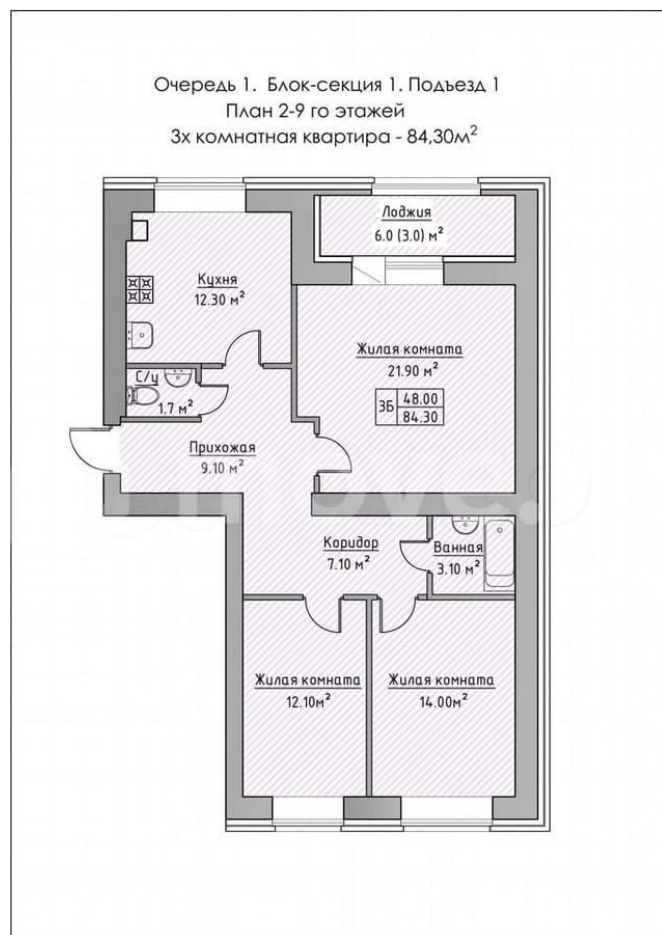 Очередь 1. Блок-секция 1. Подъезд 1
План 2-9 го этажей
3х комнатная квартира - 84,30м²
Лоджия
6.0 (3.0) м²
Кухня
12.30 м²
Жилая комната
21.90 м²
3Б 48.00
84.30
С/у
1.7 м²
Прихожая
9.10 м²
Коридор
7.10 м²
Ванная
3.10 м²
Жилая комната
12.10м²
Жилая комната
14.00м²